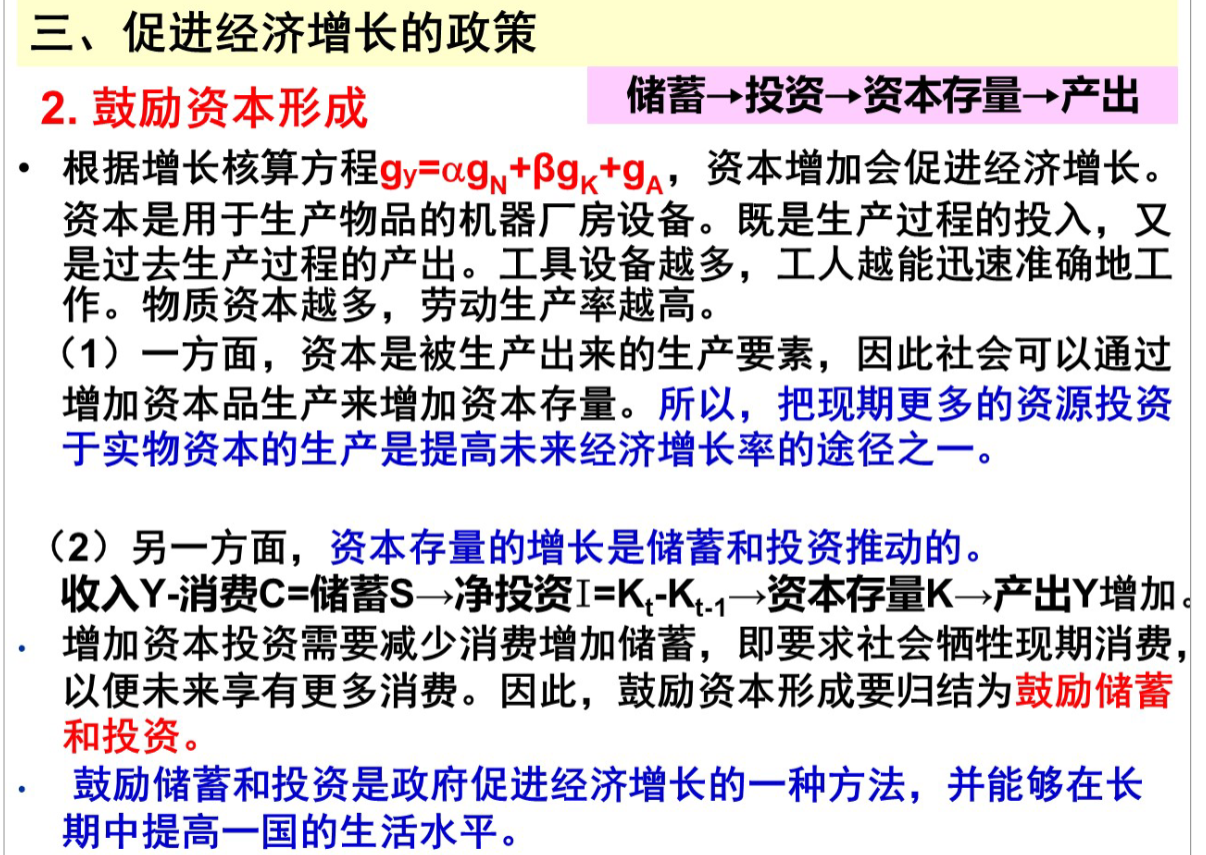 三、促进经济增长的政策
2. 鼓励资本形成
储蓄→投资→资本存量→产出
• 根据增长核算方程gy=αgN+βgK+gA，资本增加会促进经济增长。
资本是用于生产物品的机器厂房设备。既是生产过程的投入，又
是过去生产过程的产出。工具设备越多，工人越能迅速准确地工
作。物质资本越多，劳动生产率越高。
（1）一方面，资本是被生产出来的生产要素，因此社会可以通过
增加资本品生产来增加资本存量。所以，把现期更多的资源投资
于实物资本的生产是提高未来经济增长率的途径之一。
（2）另一方面，资本存量的增长是储蓄和投资推动的。
收入Y-消费C=储蓄S→净投资I=Kt-Kt-1→资本存量K→产出Y增加。
• 增加资本投资需要减少消费增加储蓄，即要求社会牺牲现期消费，
以便未来享有更多消费。因此，鼓励资本形成要归结为鼓励储蓄
和投资。
• 鼓励储蓄和投资是政府促进经济增长的一种方法，并能够在长
期中提高一国的生活水平。